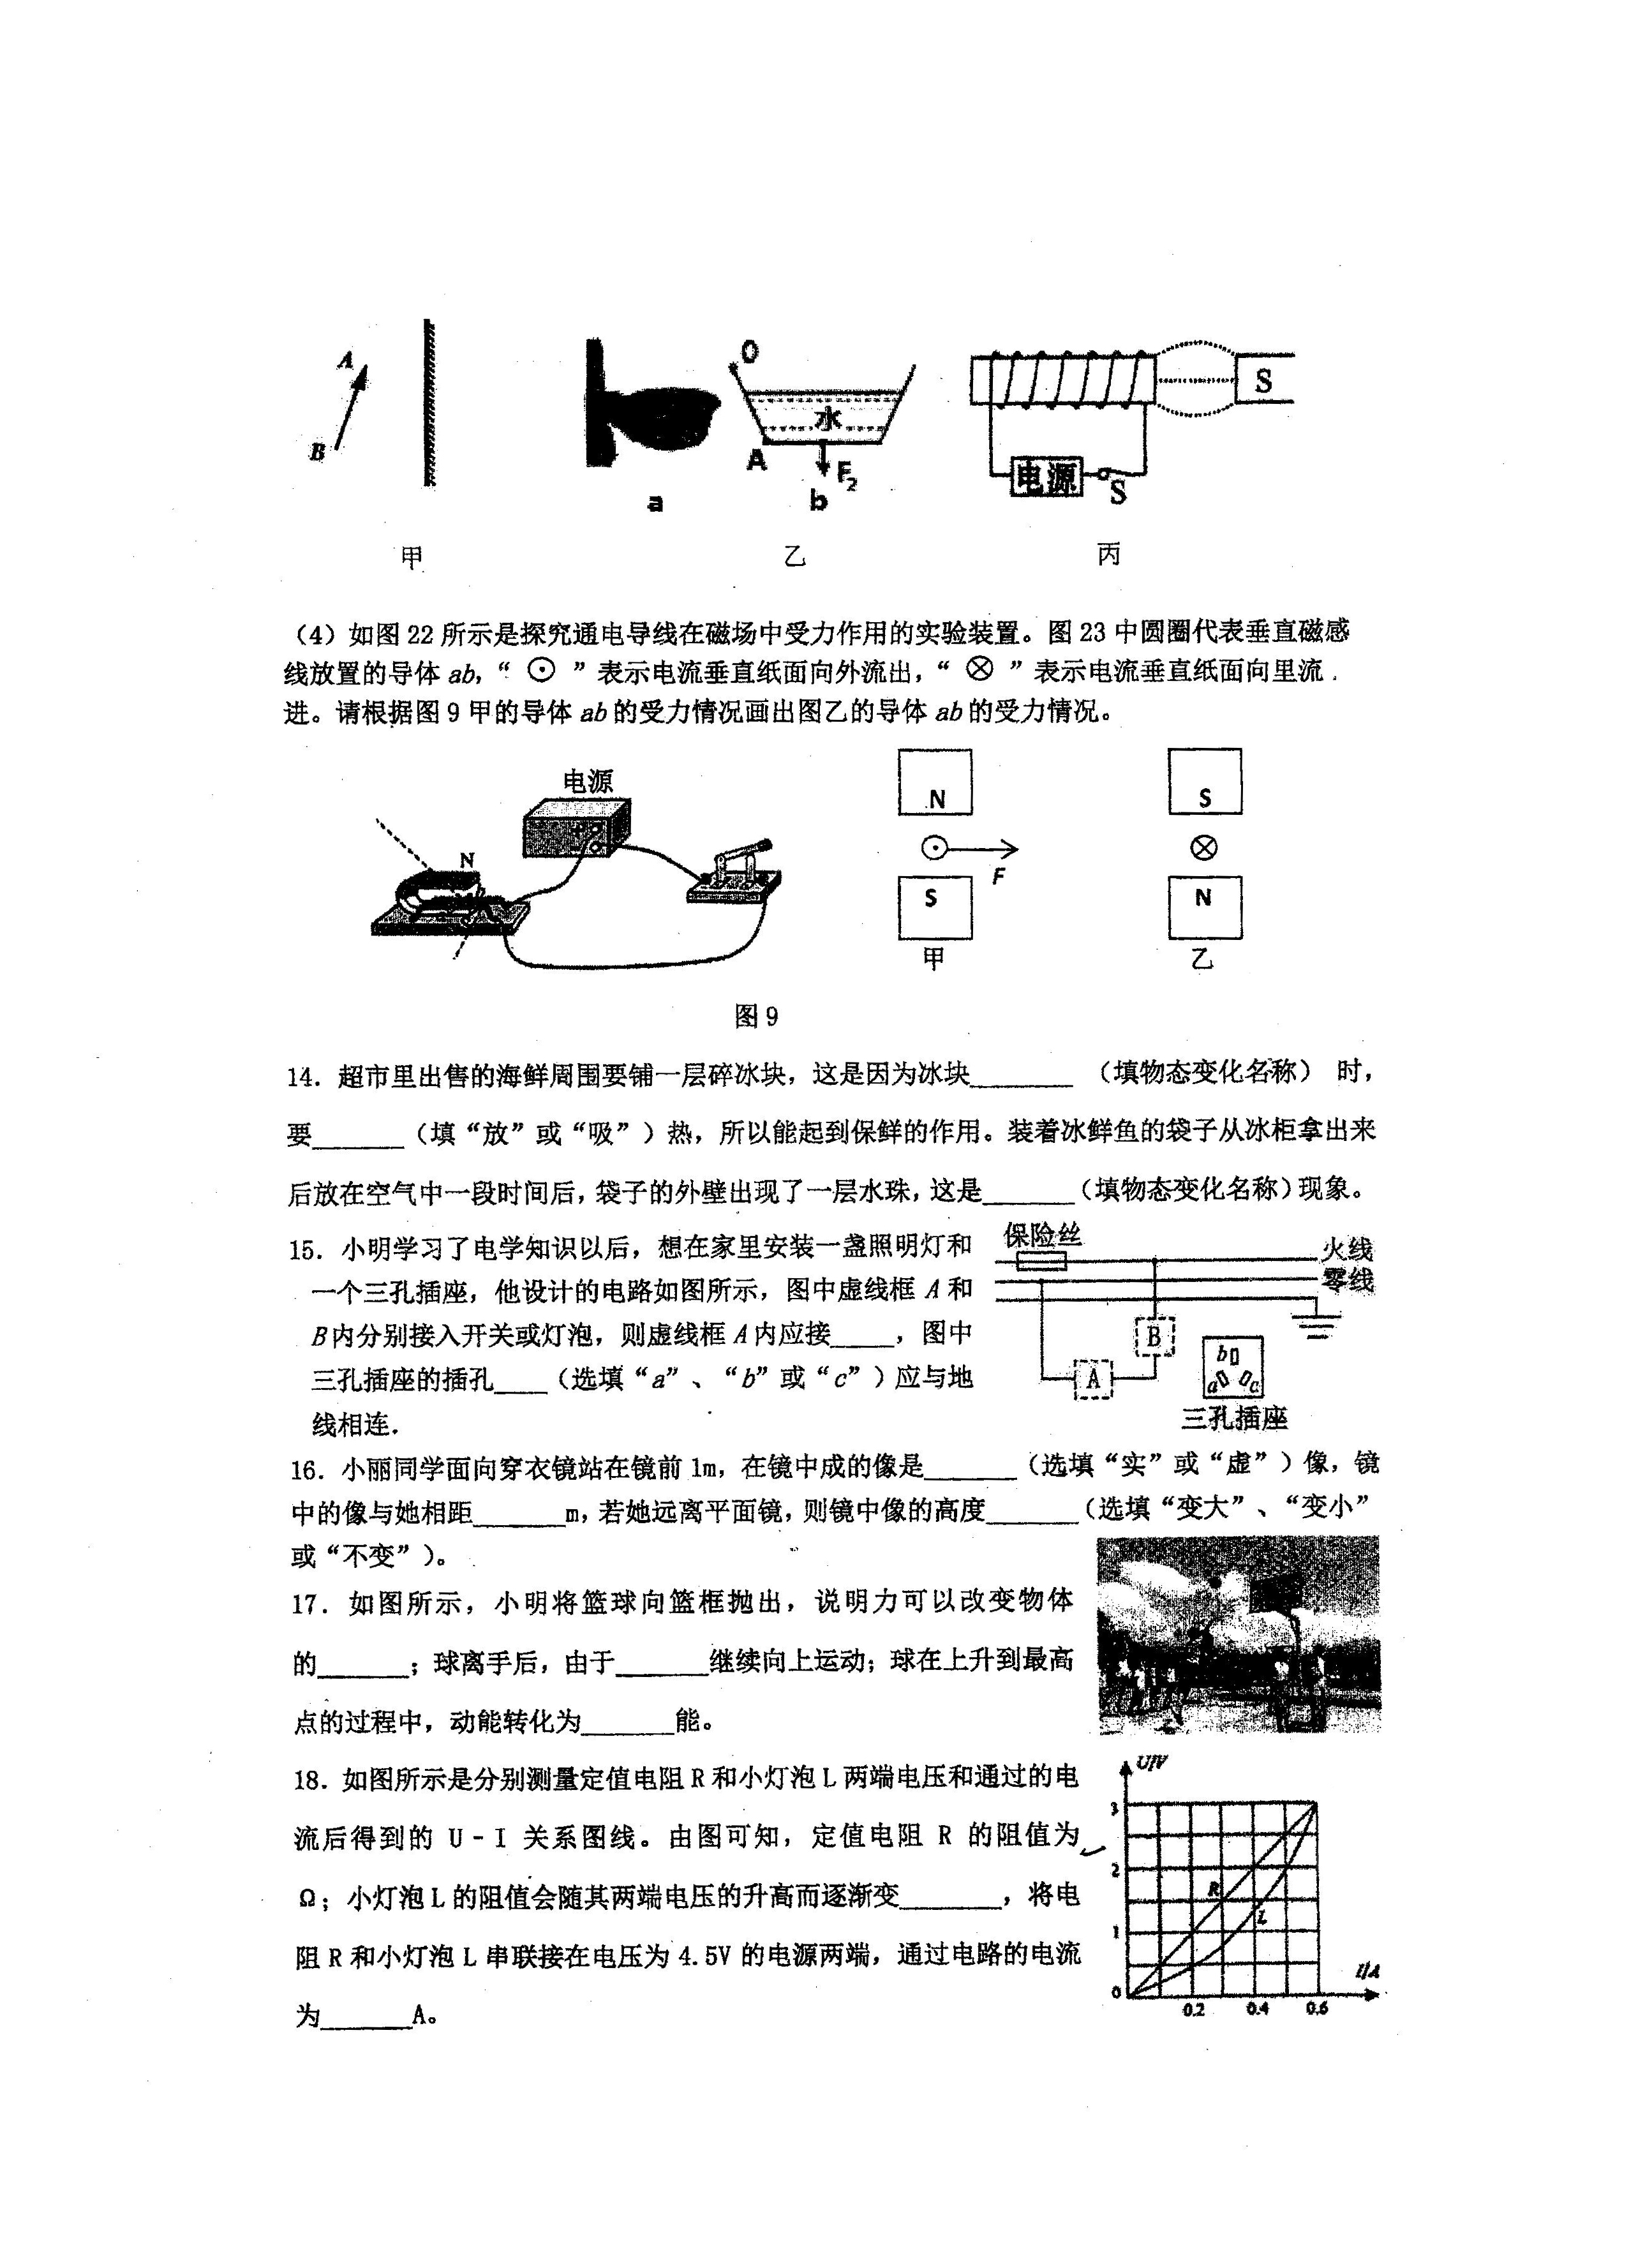 A
B
O
水
A
F₂
a
b
S
电源
S
甲
乙
丙
（4）如图 22 所示是探究通电导线在磁场中受力作用的实验装置。图 23 中圆圈代表垂直磁感
线放置的导体 ab，“ ⊙ ”表示电流垂直纸面向外流出，“ ⊗ ”表示电流垂直纸面向里流
进。请根据图 9 甲的导体 ab 的受力情况画出图乙的导体 ab 的受力情况。
电源
N
N
F
S
甲
S
N
乙
图 9
14．超市里出售的海鲜周围要铺一层碎冰块，这是因为冰块________（填物态变化名称） 时，
要_______（填“放”或“吸”）热，所以能起到保鲜的作用。装着冰鲜鱼的袋子从冰柜拿出来
后放在空气中一段时间后，袋子的外壁出现了一层水珠，这是_______（填物态变化名称）现象。
15．小明学习了电学知识以后，想在家里安装一盏照明灯和
一个三孔插座，他设计的电路如图所示，图中虚线框 A 和
B 内分别接入开关或灯泡，则虚线框 A 内应接_____，图中
三孔插座的插孔____（选填“a”、“b”或“c”）应与地
线相连．
保险丝
火线
零线
B
A
b
a
c
三孔插座
16．小丽同学面向穿衣镜站在镜前 1m，在镜中成的像是_______（选填“实”或“虚”）像，镜
中的像与她相距_______m，若她远离平面镜，则镜中像的高度_______（选填“变大”、“变小”
或“不变”）。
17．如图所示，小明将篮球向篮框抛出，说明力可以改变物体
的_______；球离手后，由于_______继续向上运动；球在上升到最高
点的过程中，动能转化为_______能。
18．如图所示是分别测量定值电阻 R 和小灯泡 L 两端电压和通过的电
流后得到的 U－I 关系图线。由图可知，定值电阻 R 的阻值为
Ω；小灯泡 L 的阻值会随其两端电压的升高而逐渐变________，将电
阻 R 和小灯泡 L 串联接在电压为 4.5V 的电源两端，通过电路的电流
为_______A。
U/V
3
2
1
0
R
L
I/A
0.2
0.4
0.6